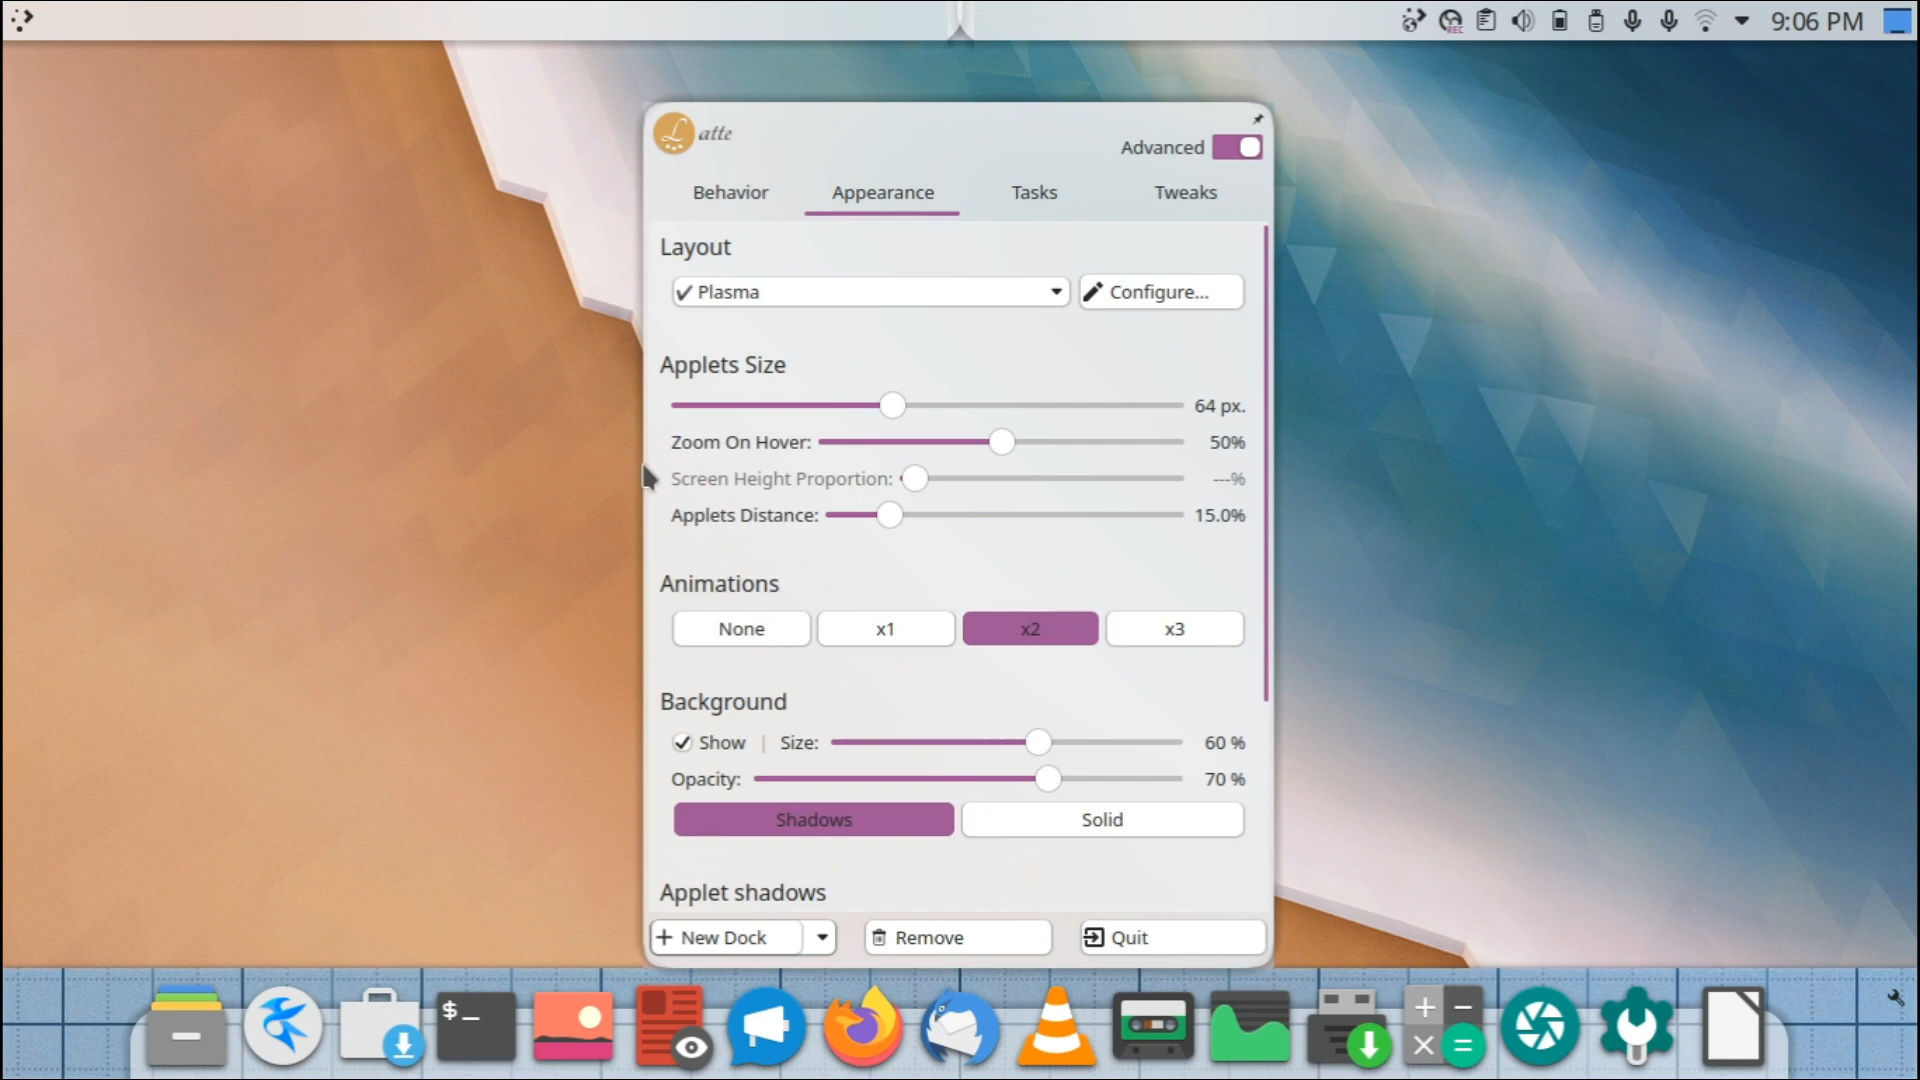 REC
9:06 PM
Latte
Advanced
Behavior Appearance Tasks Tweaks
Layout
Plasma Configure...
Applets Size
64 px.
Zoom On Hover: 50%
Screen Height Proportion: ---%
Applets Distance: 15.0%
Animations
None x1 x2 x3
Background
Show | Size: 60 %
Opacity: 70 %
Shadows Solid
Applet shadows
New Dock Remove Quit
$_
+ −
× =